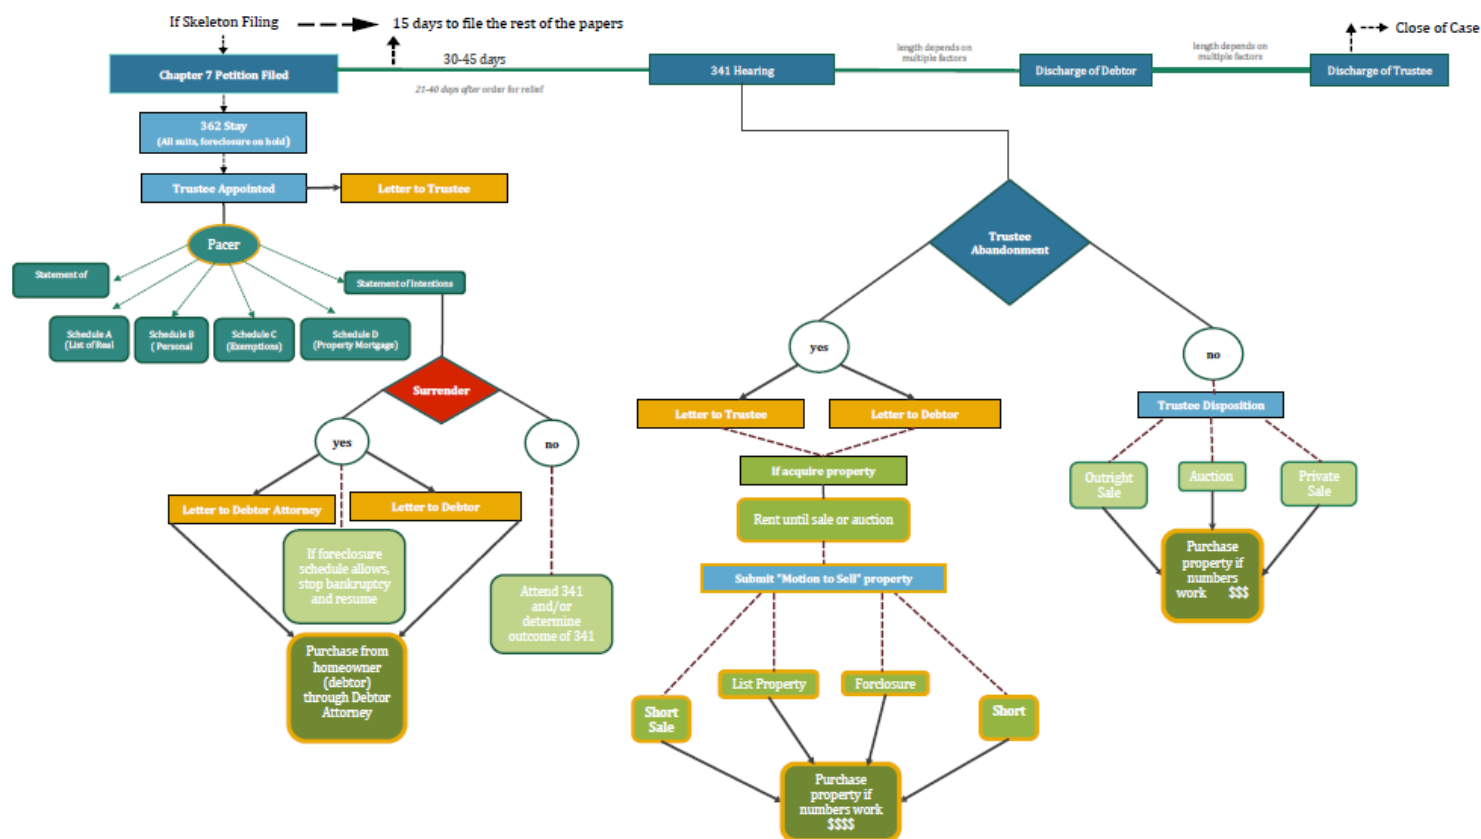 If Skeleton Filing
15 days to file the rest of the papers
Close of Case
Chapter 7 Petition Filed
30-45 days
21-40 days after order for relief
341 Hearing
length depends on
multiple factors
Discharge of Debtor
length depends on
multiple factors
Discharge of Trustee
362 Stay
(All suits, foreclosure on hold)
Trustee Appointed
Letter to Trustee
Pacer
Statement of
Statement of Intentions
Schedule A
(List of Real
Schedule B
( Personal
Schedule C
(Exemptions)
Schedule D
(Property Mortgage)
Surrender
yes
no
Letter to Debtor Attorney
Letter to Debtor
If foreclosure
schedule allows,
stop bankruptcy
and resume
Attend 341
and/or
determine
outcome of 341
Purchase from
homeowner
(debtor)
through Debtor
Attorney
Trustee
Abandonment
yes
no
Letter to Trustee
Letter to Debtor
If acquire property
Rent until sale or auction
Submit "Motion to Sell" property
Short
Sale
List Property
Forclosure
Short
Purchase
property if
numbers work
$$$$
Trustee Disposition
Outright
Sale
Auction
Private
Sale
Purchase
property if
numbers
work $$$